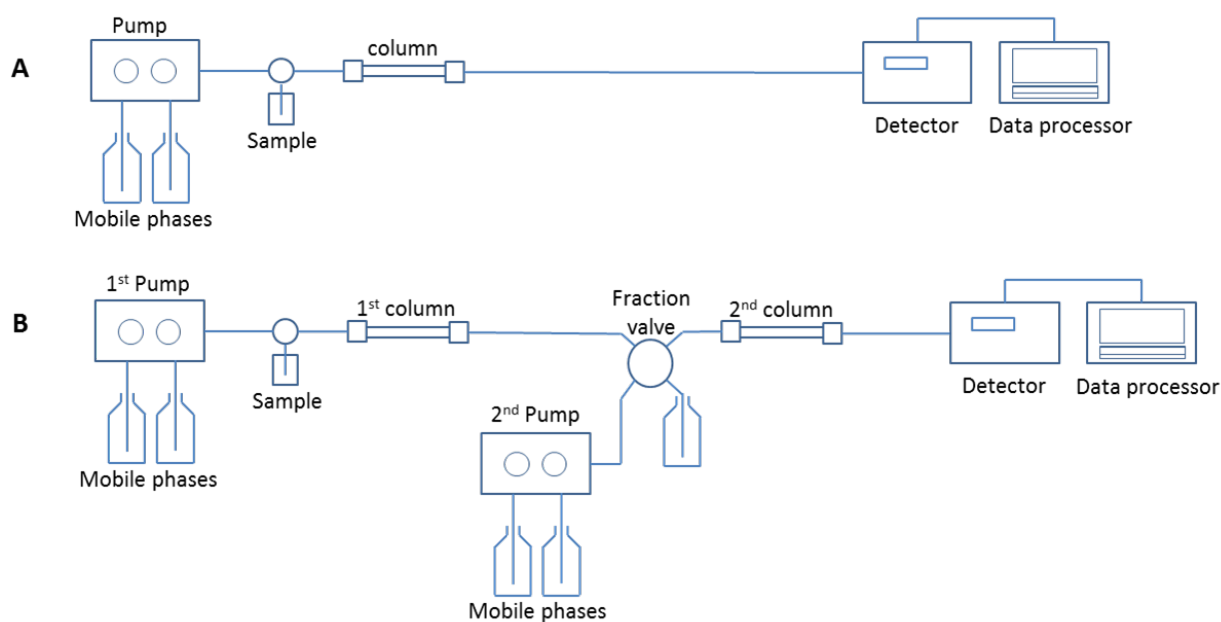 A
Pump
column
Sample
Mobile phases
Detector
Data processor
B
1st Pump
1st column
Fraction
valve
2nd column
Sample
Mobile phases
2nd Pump
Mobile phases
Detector
Data processor